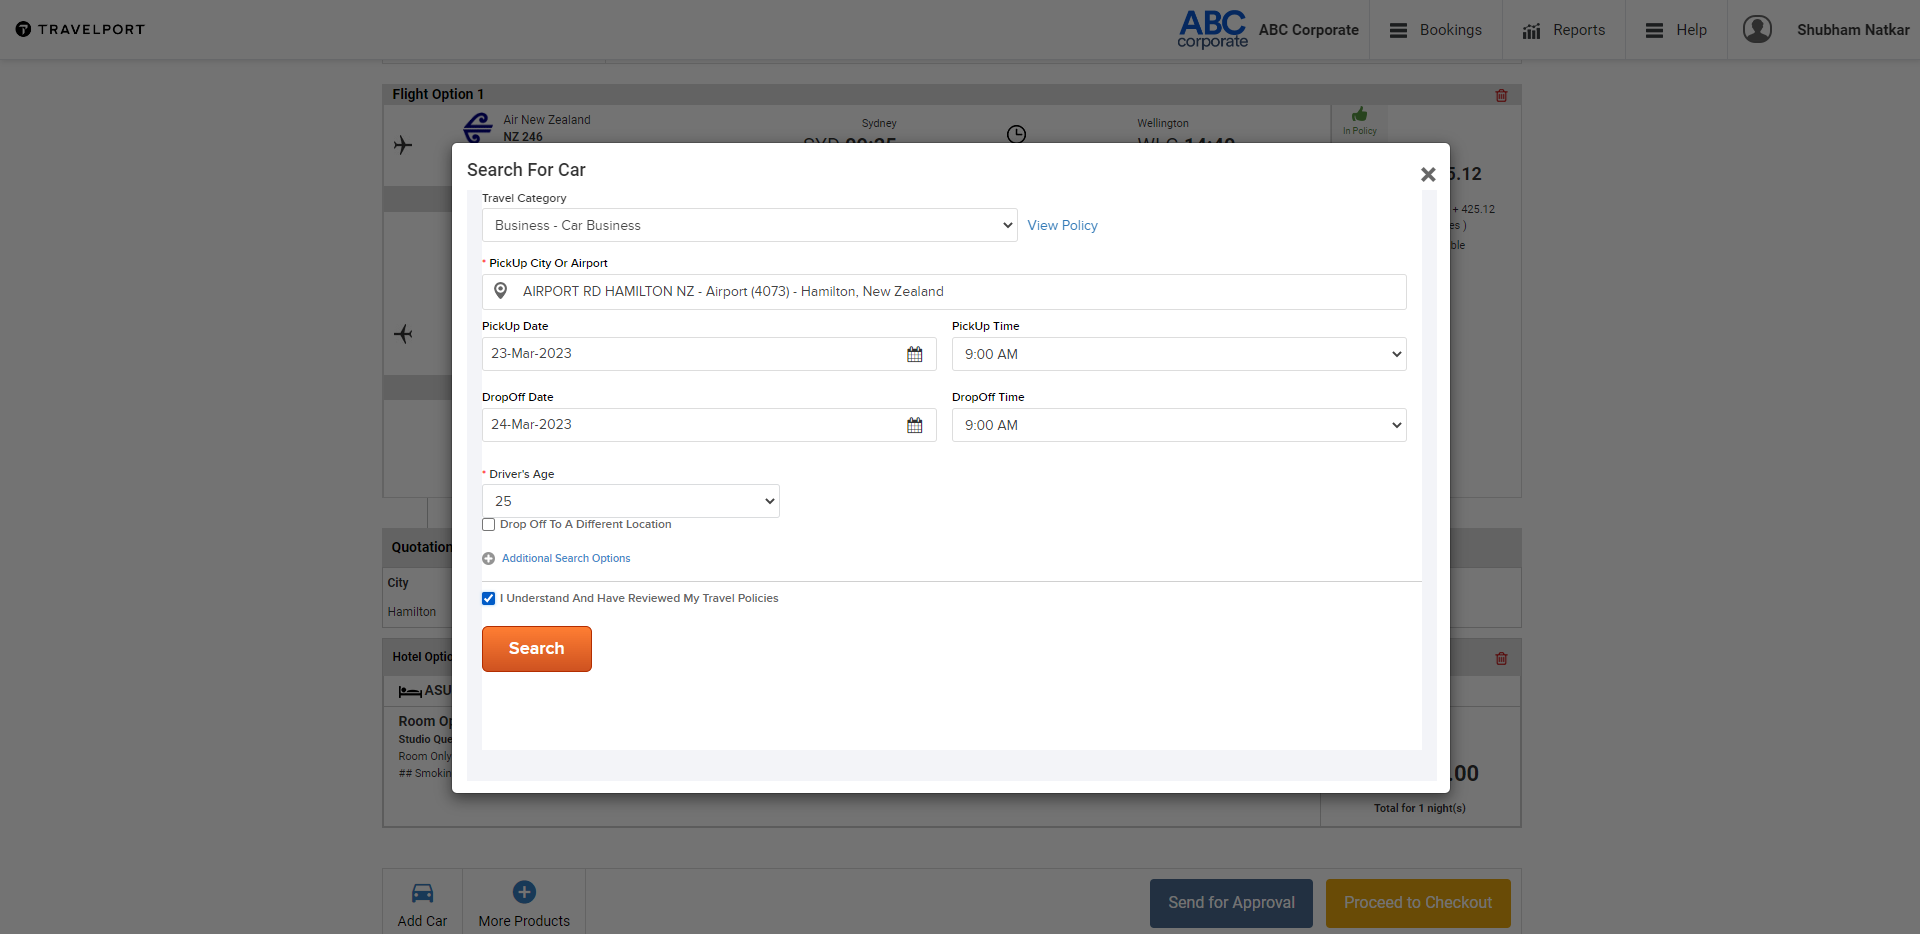 TRAVELPORT
ABC
corporate
ABC Corporate
Bookings
Reports
Help
Shubham Natkar
Flight Option 1
Air New Zealand
NZ 246
Sydney
Wellington
In Policy
5.12
+ 425.12
es )
ble
Search For Car
Travel Category
Business - Car Business
View Policy
* PickUp City Or Airport
AIRPORT RD HAMILTON NZ - Airport (4073) - Hamilton, New Zealand
PickUp Date
PickUp Time
23-Mar-2023
9:00 AM
DropOff Date
DropOff Time
24-Mar-2023
9:00 AM
* Driver's Age
25
Drop Off To A Different Location
Additional Search Options
I Understand And Have Reviewed My Travel Policies
Search
Quotation
City
Hamilton
Hotel Optio
ASU
Room Op
Studio Que
Room Only
## Smokin
.00
Total for 1 night(s)
Add Car
More Products
Send for Approval
Proceed to Checkout